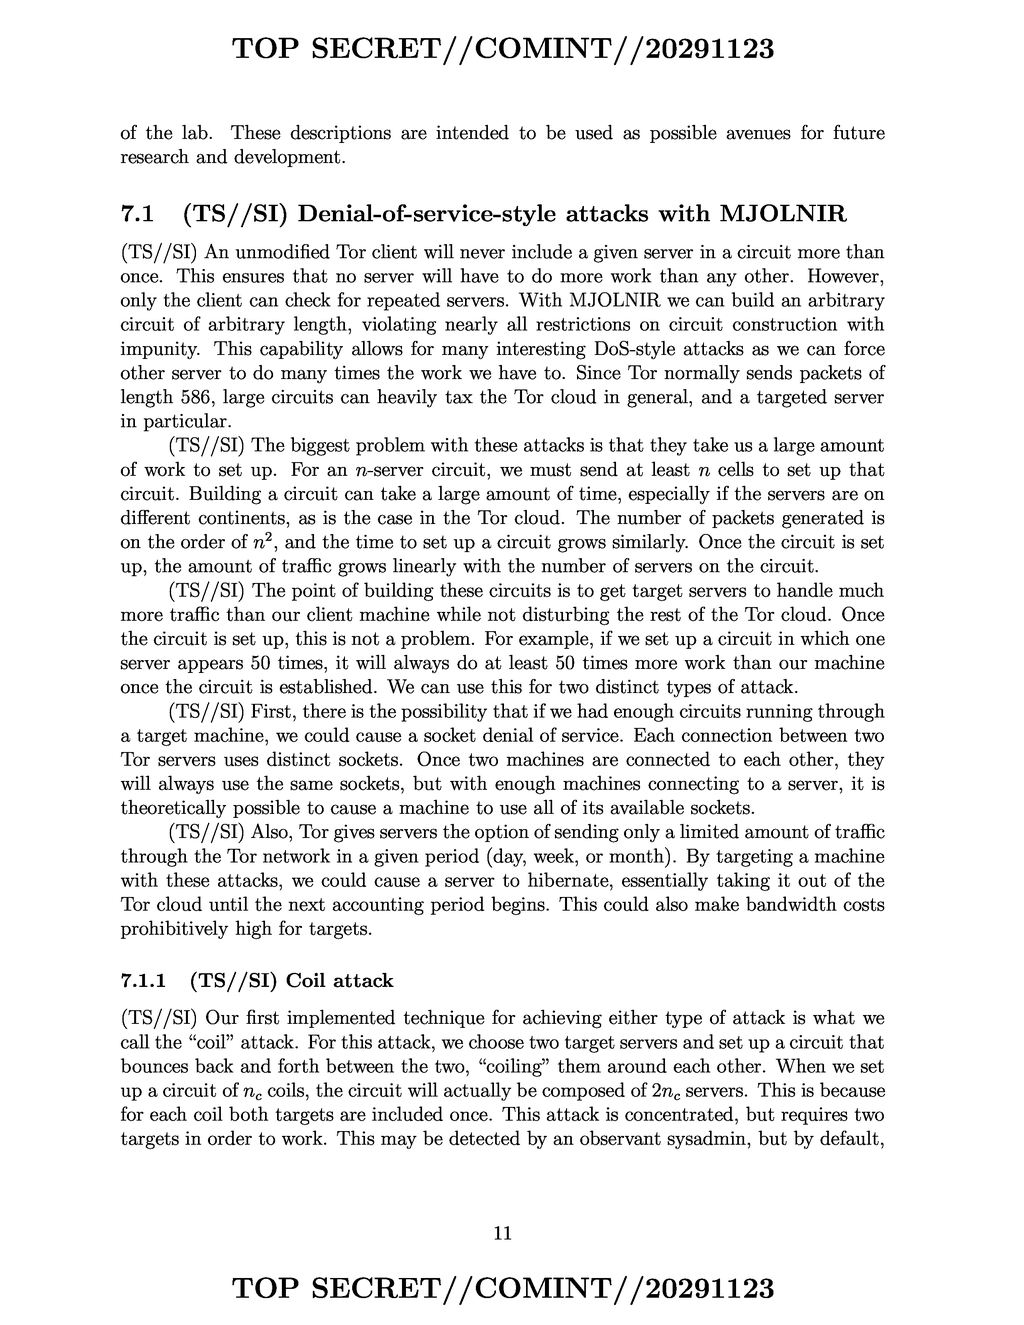 TOP SECRET//COMINT//20291123
of the lab. These descriptions are intended to be used as possible avenues for future
research and development.
7.1 (TS//SI) Denial-of-service-style attacks with MJOLNIR
(TS//SI) An unmodified Tor client will never include a given server in a circuit more than
once. This ensures that no server will have to do more work than any other. However,
only the client can check for repeated servers. With MJOLNIR we can build an arbitrary
circuit of arbitrary length, violating nearly all restrictions on circuit construction with
impunity. This capability allows for many interesting DoS-style attacks as we can force
other server to do many times the work we have to. Since Tor normally sends packets of
length 586, large circuits can heavily tax the Tor cloud in general, and a targeted server
in particular.
(TS//SI) The biggest problem with these attacks is that they take us a large amount
of work to set up. For an n-server circuit, we must send at least n cells to set up that
circuit. Building a circuit can take a large amount of time, especially if the servers are on
different continents, as is the case in the Tor cloud. The number of packets generated is
on the order of n², and the time to set up a circuit grows similarly. Once the circuit is set
up, the amount of traffic grows linearly with the number of servers on the circuit.
(TS//SI) The point of building these circuits is to get target servers to handle much
more traffic than our client machine while not disturbing the rest of the Tor cloud. Once
the circuit is set up, this is not a problem. For example, if we set up a circuit in which one
server appears 50 times, it will always do at least 50 times more work than our machine
once the circuit is established. We can use this for two distinct types of attack.
(TS//SI) First, there is the possibility that if we had enough circuits running through
a target machine, we could cause a socket denial of service. Each connection between two
Tor servers uses distinct sockets. Once two machines are connected to each other, they
will always use the same sockets, but with enough machines connecting to a server, it is
theoretically possible to cause a machine to use all of its available sockets.
(TS//SI) Also, Tor gives servers the option of sending only a limited amount of traffic
through the Tor network in a given period (day, week, or month). By targeting a machine
with these attacks, we could cause a server to hibernate, essentially taking it out of the
Tor cloud until the next accounting period begins. This could also make bandwidth costs
prohibitively high for targets.
7.1.1 (TS//SI) Coil attack
(TS//SI) Our first implemented technique for achieving either type of attack is what we
call the “coil” attack. For this attack, we choose two target servers and set up a circuit that
bounces back and forth between the two, “coiling” them around each other. When we set
up a circuit of n_c coils, the circuit will actually be composed of 2n_c servers. This is because
for each coil both targets are included once. This attack is concentrated, but requires two
targets in order to work. This may be detected by an observant sysadmin, but by default,
11
TOP SECRET//COMINT//20291123